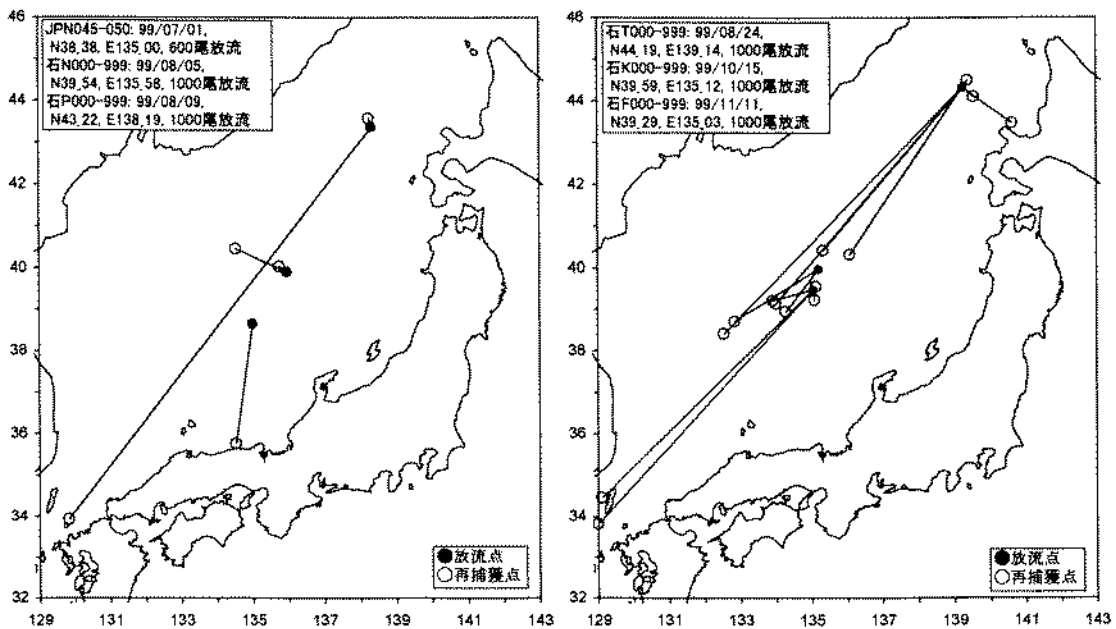 JPN045-050: 99/07/01,
N38,38, E135,00, 600尾放流
石N000-999: 99/08/05,
N39,54, E135,58, 1000尾放流
石P000-999: 99/08/09,
N43,22, E138,19, 1000尾放流
46
44
42
40
38
36
34
32
●放流点
○再捕獲点
129 131 133 135 137 139 141 143
石T000-999: 99/08/24,
N44,19, E139,14, 1000尾放流
石K000-999: 99/10/15,
N39,59, E135,12, 1000尾放流
石F000-999: 99/11/11,
N39,29, E135,03, 1000尾放流
46
44
42
40
38
36
34
32
●放流点
○再捕獲点
129 131 133 135 137 139 141 143